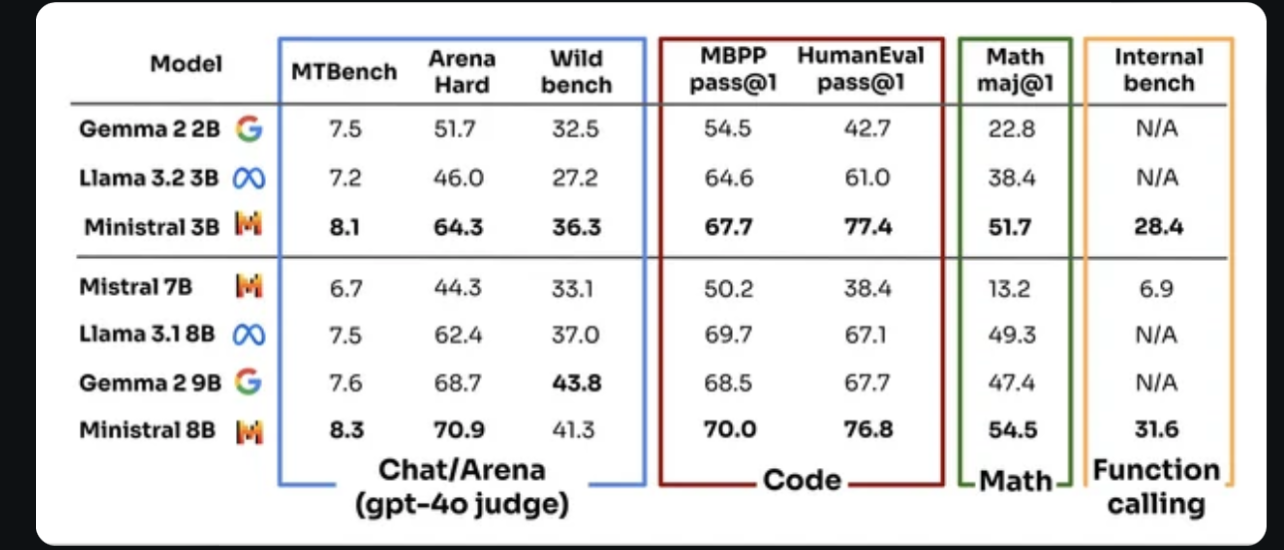 Model MTBench Arena Hard Wild bench MBPP pass@1 HumanEval pass@1 Math maj@1 Internal bench
Gemma 2 2B 7.5 51.7 32.5 54.5 42.7 22.8 N/A
Llama 3.2 3B 7.2 46.0 27.2 64.6 61.0 38.4 N/A
Ministral 3B 8.1 64.3 36.3 67.7 77.4 51.7 28.4
Mistral 7B 6.7 44.3 33.1 50.2 38.4 13.2 6.9
Llama 3.1 8B 7.5 62.4 37.0 69.7 67.1 49.3 N/A
Gemma 2 9B 7.6 68.7 43.8 68.5 67.7 47.4 N/A
Ministral 8B 8.3 70.9 41.3 70.0 76.8 54.5 31.6
Chat/Arena
(gpt-4o judge)
Code
Math
Function
calling